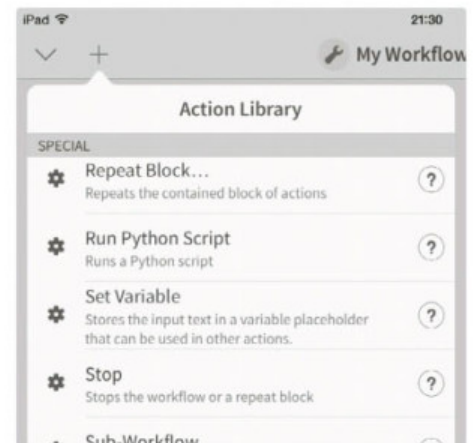 iPad 21:30
My Workflow
Action Library
SPECIAL
Repeat Block...
Repeats the contained block of actions
?
Run Python Script
Runs a Python script
?
Set Variable
Stores the input text in a variable placeholder
that can be used in other actions.
?
Stop
Stops the workflow or a repeat block
?
Sub-Workflow